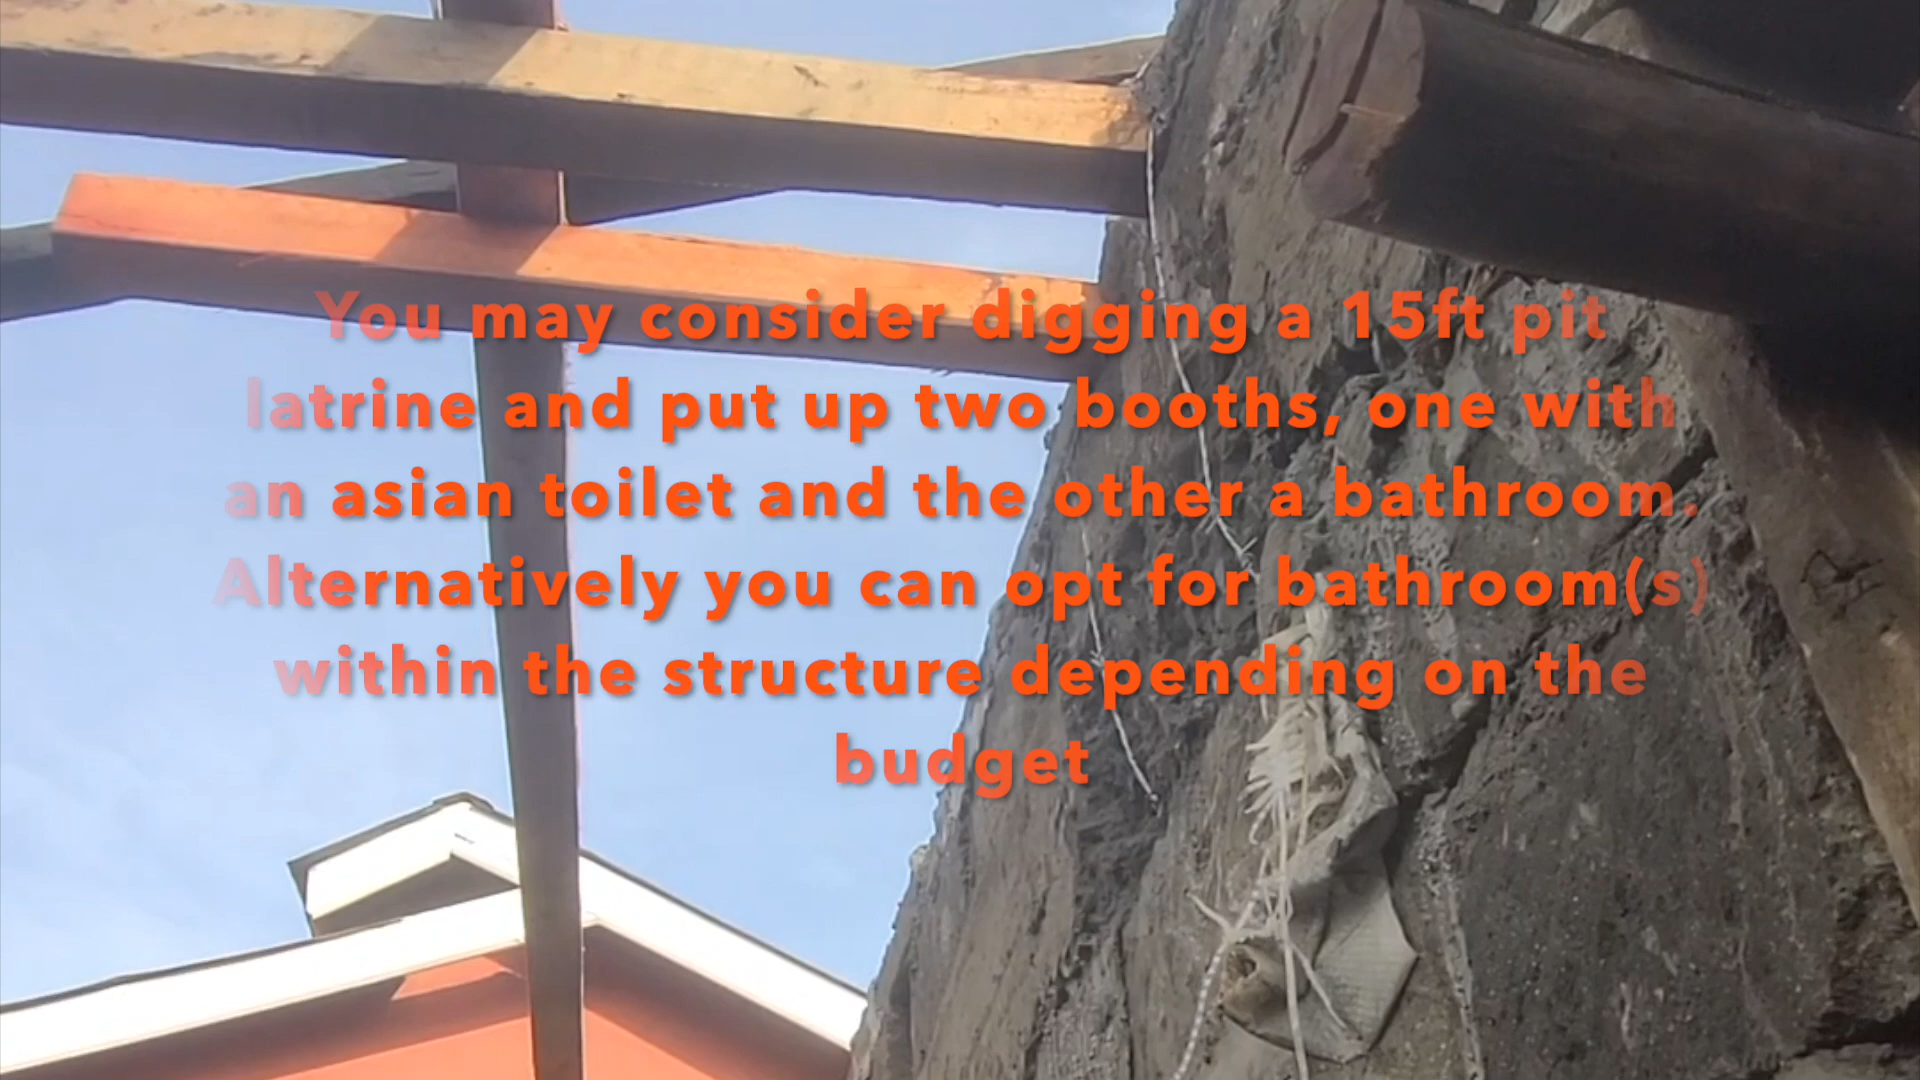 You may consider digging a 15ft pit
latrine and put up two booths, one with
an asian toilet and the other a bathroom.
Alternatively you can opt for bathroom(s)
within the structure depending on the
budget